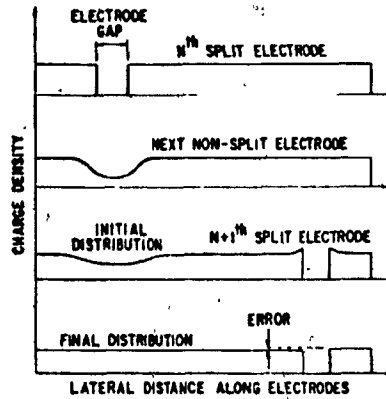 ELECTRODE
GAP
Nth SPLIT ELECTRODE
NEXT NON-SPLIT ELECTRODE
INITIAL
DISTRIBUTION
N+1th
SPLIT ELECTRODE
ERROR
FINAL DISTRIBUTION
CHARGE DENSITY
LATERAL DISTANCE ALONG ELECTRODES